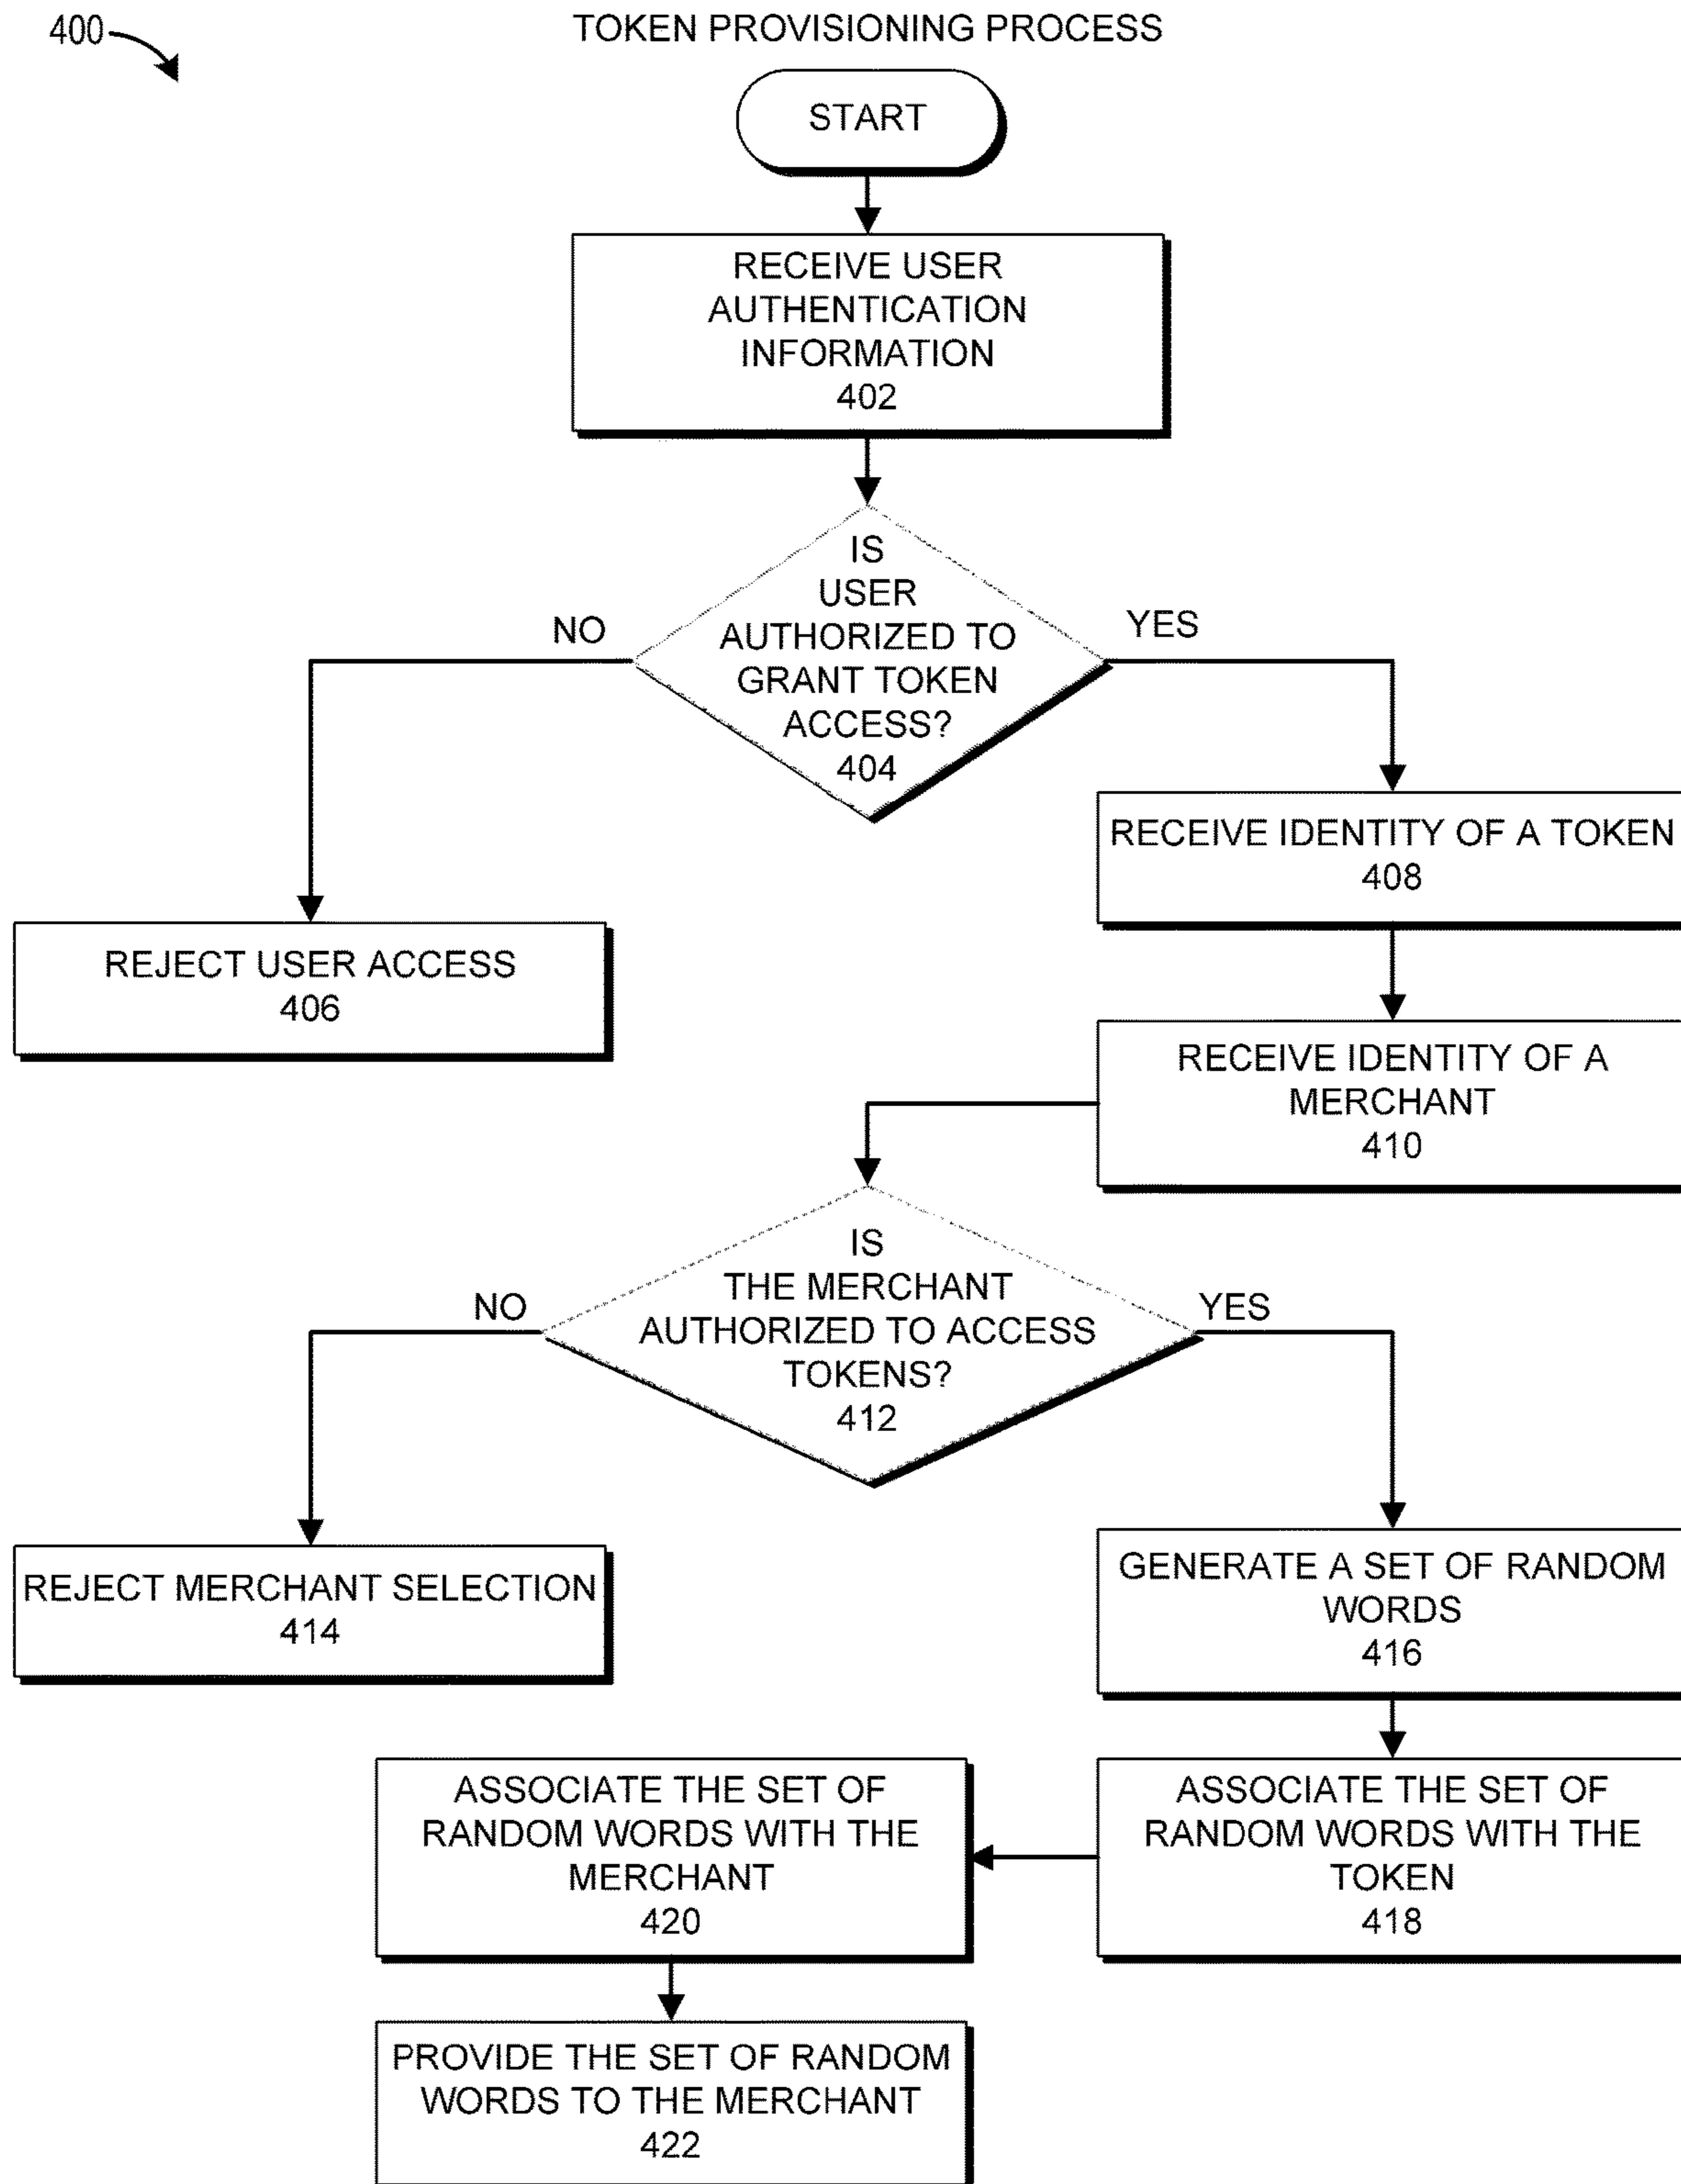 400
TOKEN PROVISIONING PROCESS
START
RECEIVE USER
AUTHENTICATION
INFORMATION
402
IS
USER
AUTHORIZED TO
GRANT TOKEN
ACCESS?
404
NO
YES
RECEIVE IDENTITY OF A TOKEN
408
REJECT USER ACCESS
406
RECEIVE IDENTITY OF A
MERCHANT
410
IS
THE MERCHANT
AUTHORIZED TO ACCESS
TOKENS?
412
NO
YES
REJECT MERCHANT SELECTION
414
GENERATE A SET OF RANDOM
WORDS
416
ASSOCIATE THE SET OF
RANDOM WORDS WITH THE
TOKEN
418
ASSOCIATE THE SET OF
RANDOM WORDS WITH THE
MERCHANT
420
PROVIDE THE SET OF RANDOM
WORDS TO THE MERCHANT
422